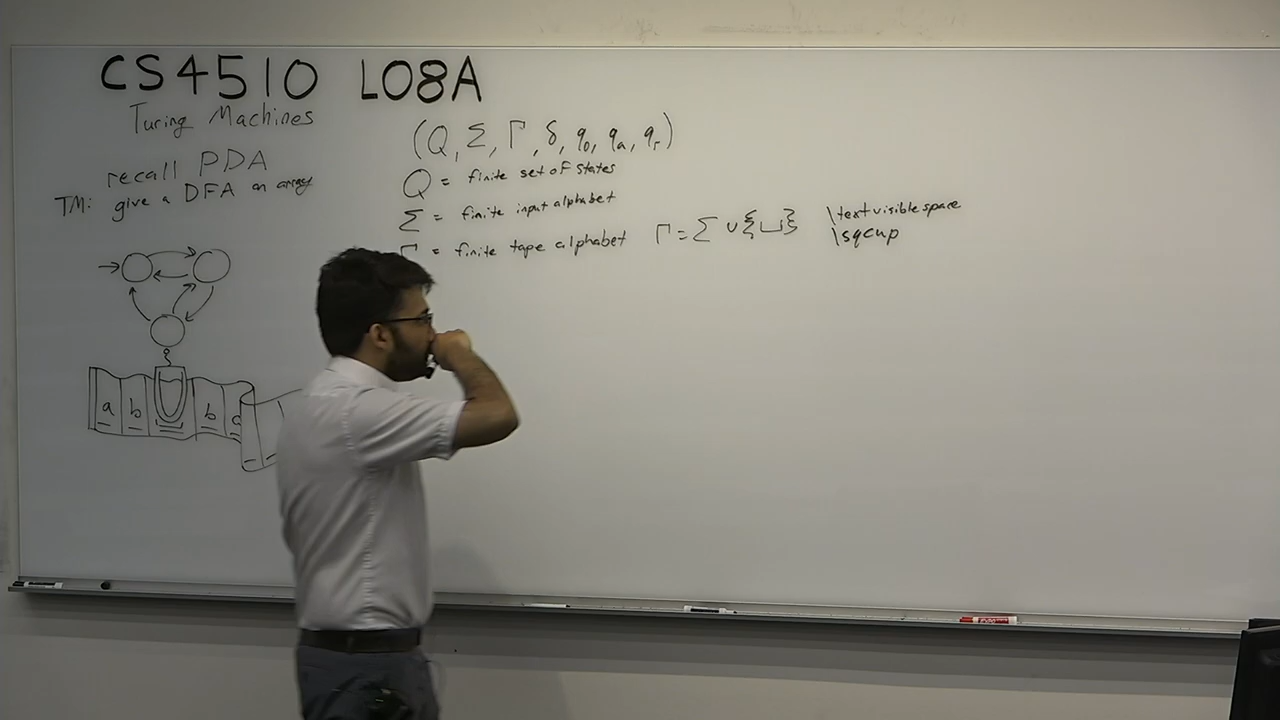 CS4510 L08A
Turing Machines
recall PDA
TM: give a DFA an array
a b b
(Q, Σ, Γ, δ, q₀, qₐ, qᵣ)
Q = finite set of states
Σ = finite input alphabet
Γ = finite tape alphabet Γ = Σ ∪ {⊔}
\textvisiblespace
\sqcup